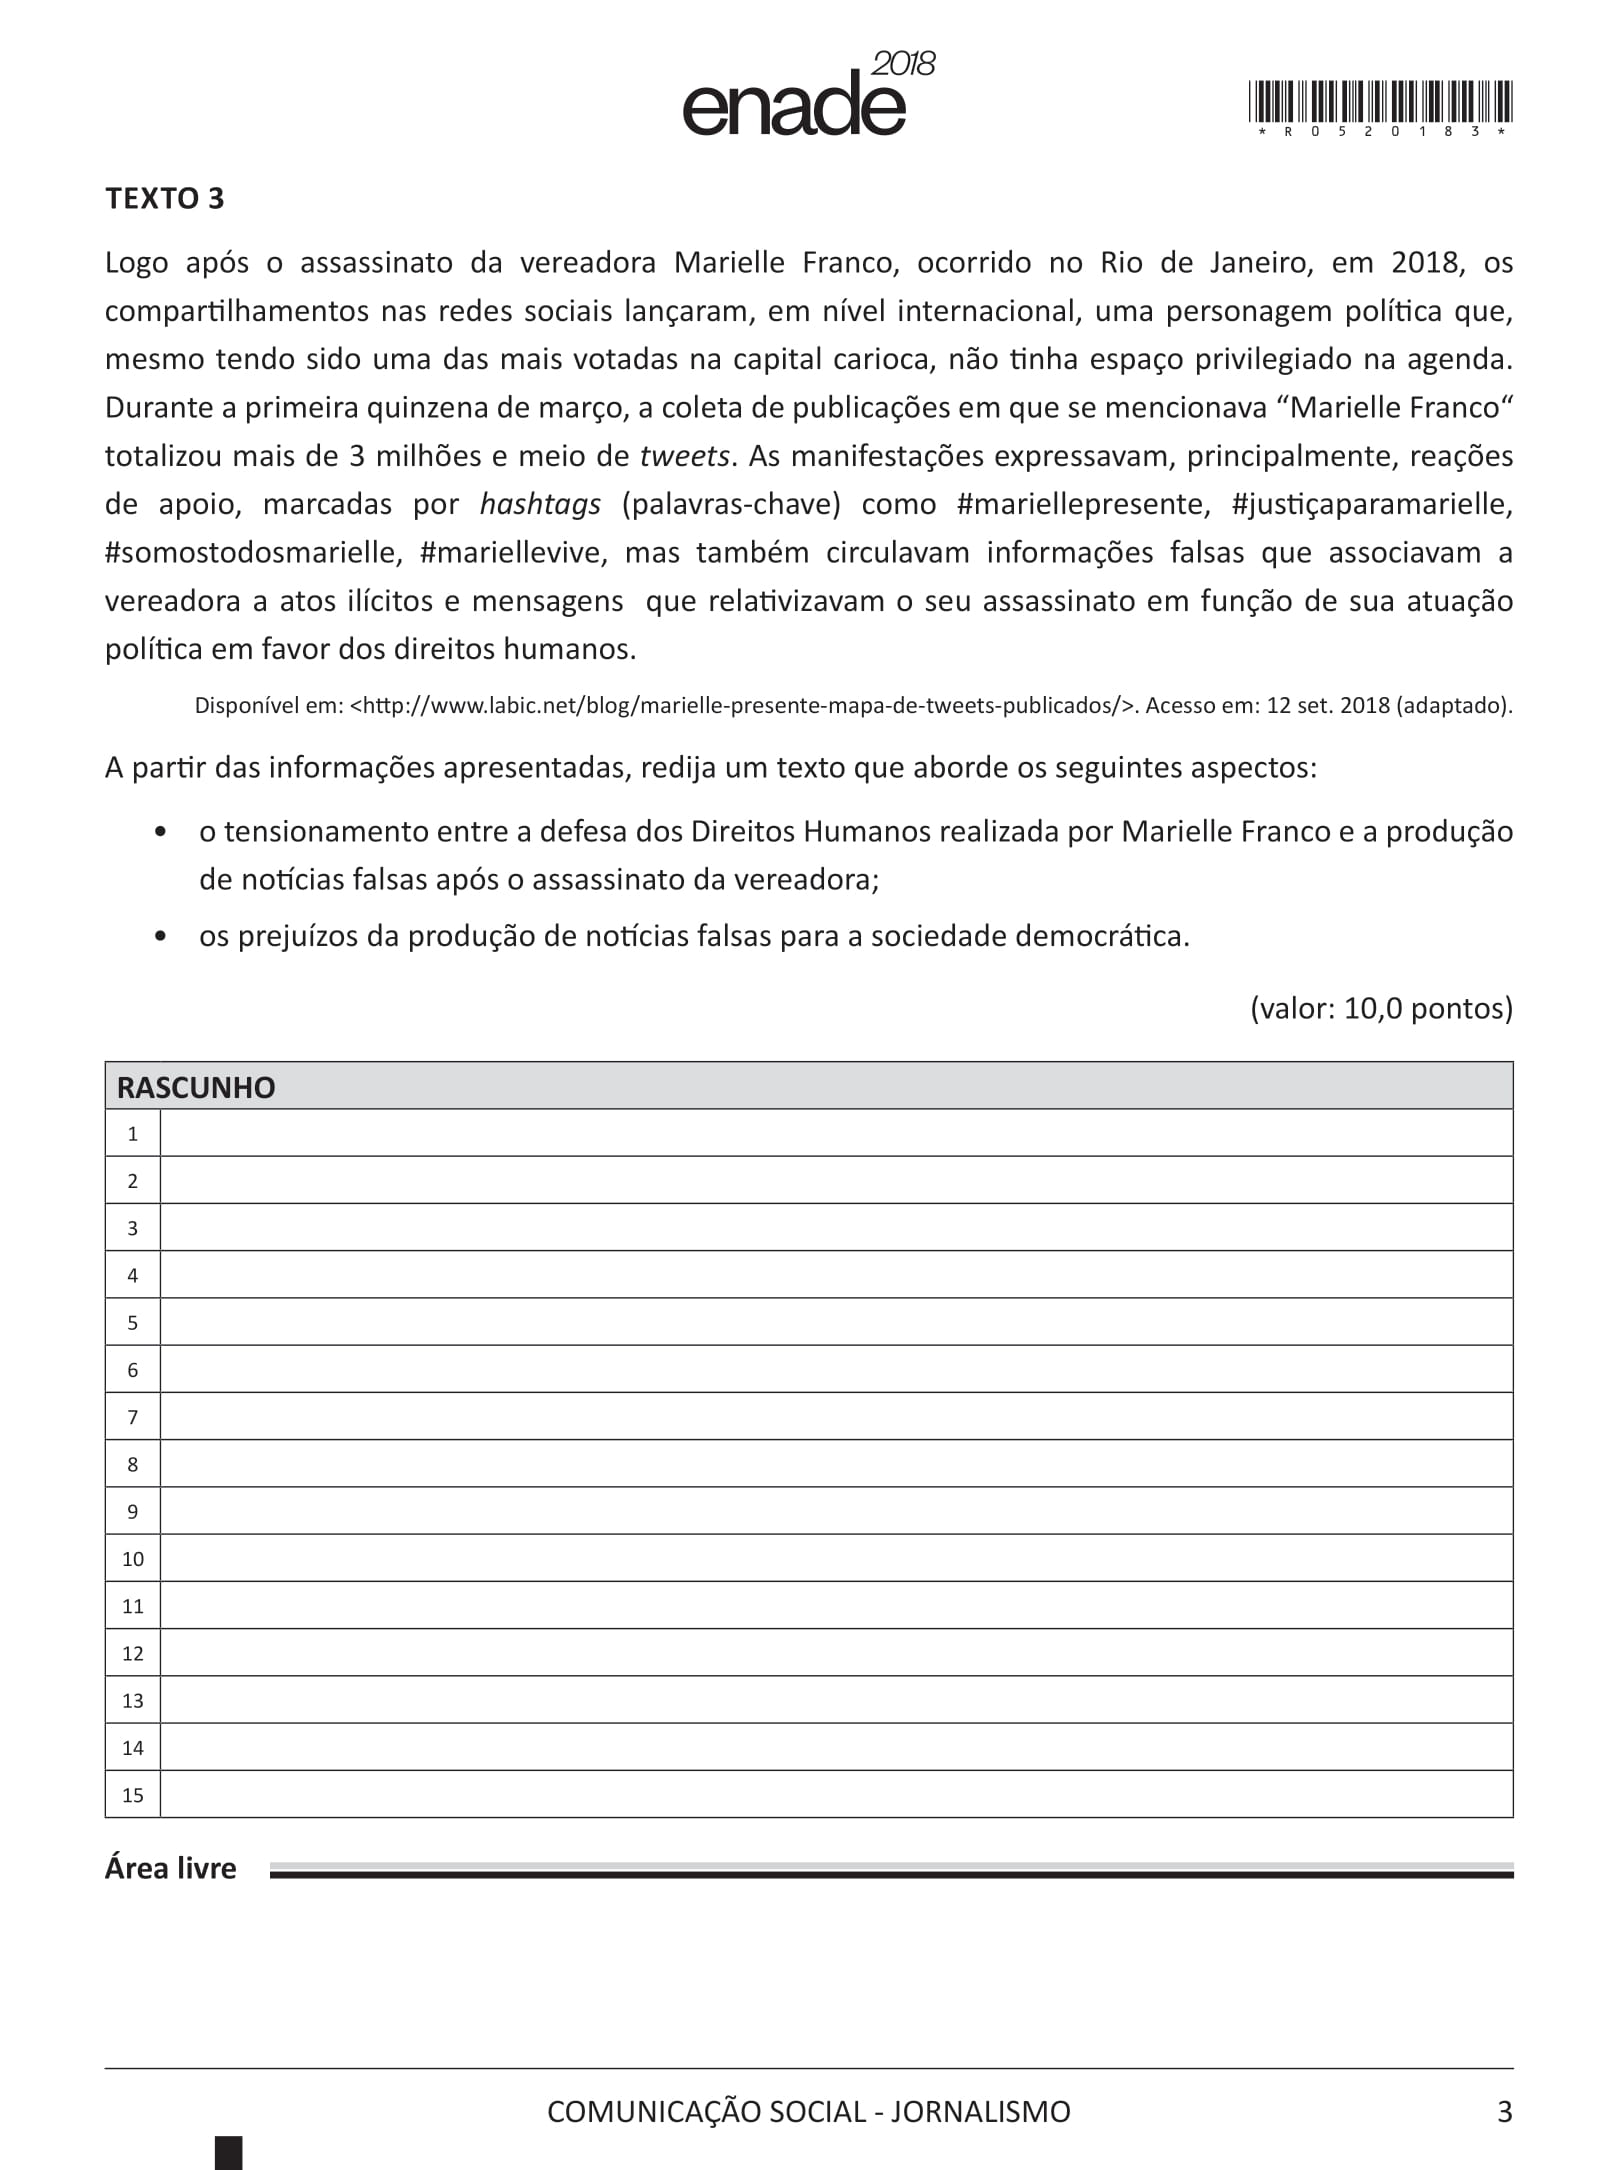 2018
enade
* R 0 5 2 0 1 8 3 *
TEXTO 3
Logo após o assassinato da vereadora Marielle Franco, ocorrido no Rio de Janeiro, em 2018, os
compartilhamentos nas redes sociais lançaram, em nível internacional, uma personagem política que,
mesmo tendo sido uma das mais votadas na capital carioca, não tinha espaço privilegiado na agenda.
Durante a primeira quinzena de março, a coleta de publicações em que se mencionava “Marielle Franco“
totalizou mais de 3 milhões e meio de tweets. As manifestações expressavam, principalmente, reações
de apoio, marcadas por hashtags (palavras-chave) como #mariellepresente, #justiçaparamarielle,
#somostodosmarielle, #mariellevive, mas também circulavam informações falsas que associavam a
vereadora a atos ilícitos e mensagens que relativizavam o seu assassinato em função de sua atuação
política em favor dos direitos humanos.
Disponível em: <http://www.labic.net/blog/marielle-presente-mapa-de-tweets-publicados/>. Acesso em: 12 set. 2018 (adaptado).
A partir das informações apresentadas, redija um texto que aborde os seguintes aspectos:
• o tensionamento entre a defesa dos Direitos Humanos realizada por Marielle Franco e a produção
de notícias falsas após o assassinato da vereadora;
• os prejuízos da produção de notícias falsas para a sociedade democrática.
(valor: 10,0 pontos)
RASCUNHO
1
2
3
4
5
6
7
8
9
10
11
12
13
14
15
Área livre
COMUNICAÇÃO SOCIAL - JORNALISMO 3